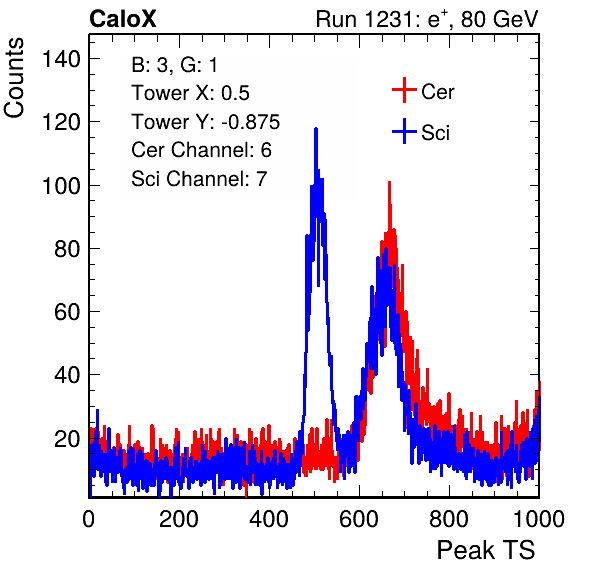 CaloX Run 1231: e⁺, 80 GeV
Counts
B: 3, G: 1
Tower X: 0.5
Tower Y: -0.875
Cer Channel: 6
Sci Channel: 7
Cer
Sci
140
120
100
80
60
40
20
0 200 400 600 800 1000
Peak TS